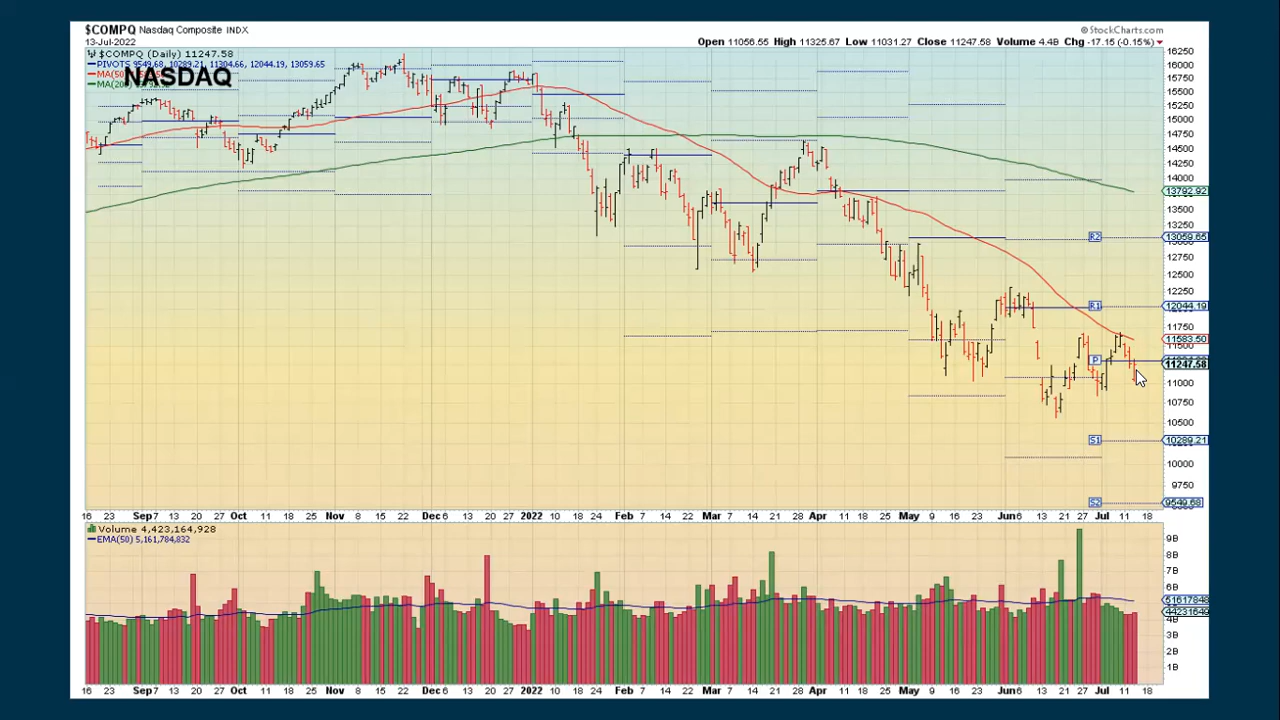 $COMPQ Nasdaq Composite INDX
© StockCharts.com
13-Jul-2022
Open 11056.55 High 11325.67 Low 11031.27 Close 11247.58 Volume 4.4B Chg -17.15 (-0.15%)
$COMPQ (Daily) 11247.58
PIVOTS 9549.68, 10289.21, 11304.66, 12044.19, 13059.65
MA(50)
MA(200)
NASDAQ
16250
16000
15750
15500
15250
15000
14750
14500
14250
14000
13792.92
13500
13250
R2
13059.65
12750
12500
12250
R1
12044.19
11750
11583.50
11500
P
11247.58
11000
10750
10500
S1
10289.21
10000
9750
S2
9549.68
16 23 Sep 7 13 20 27 Oct 11 18 25 Nov 8 15 22 Dec 6 13 20 27 2022 10 18 24 Feb 7 14 22 Mar 7 14 21 28 Apr 11 18 25 May 9 16 23 Jun 6 13 21 27 Jul 11 18
Volume 4,423,164,928
EMA(50) 5,161,784,832
9B
8B
7B
6B
51617848
44231649
4B
3B
2B
1B
16 23 Sep 7 13 20 27 Oct 11 18 25 Nov 8 15 22 Dec 6 13 20 27 2022 10 18 24 Feb 7 14 22 Mar 7 14 21 28 Apr 11 18 25 May 9 16 23 Jun 6 13 21 27 Jul 11 18